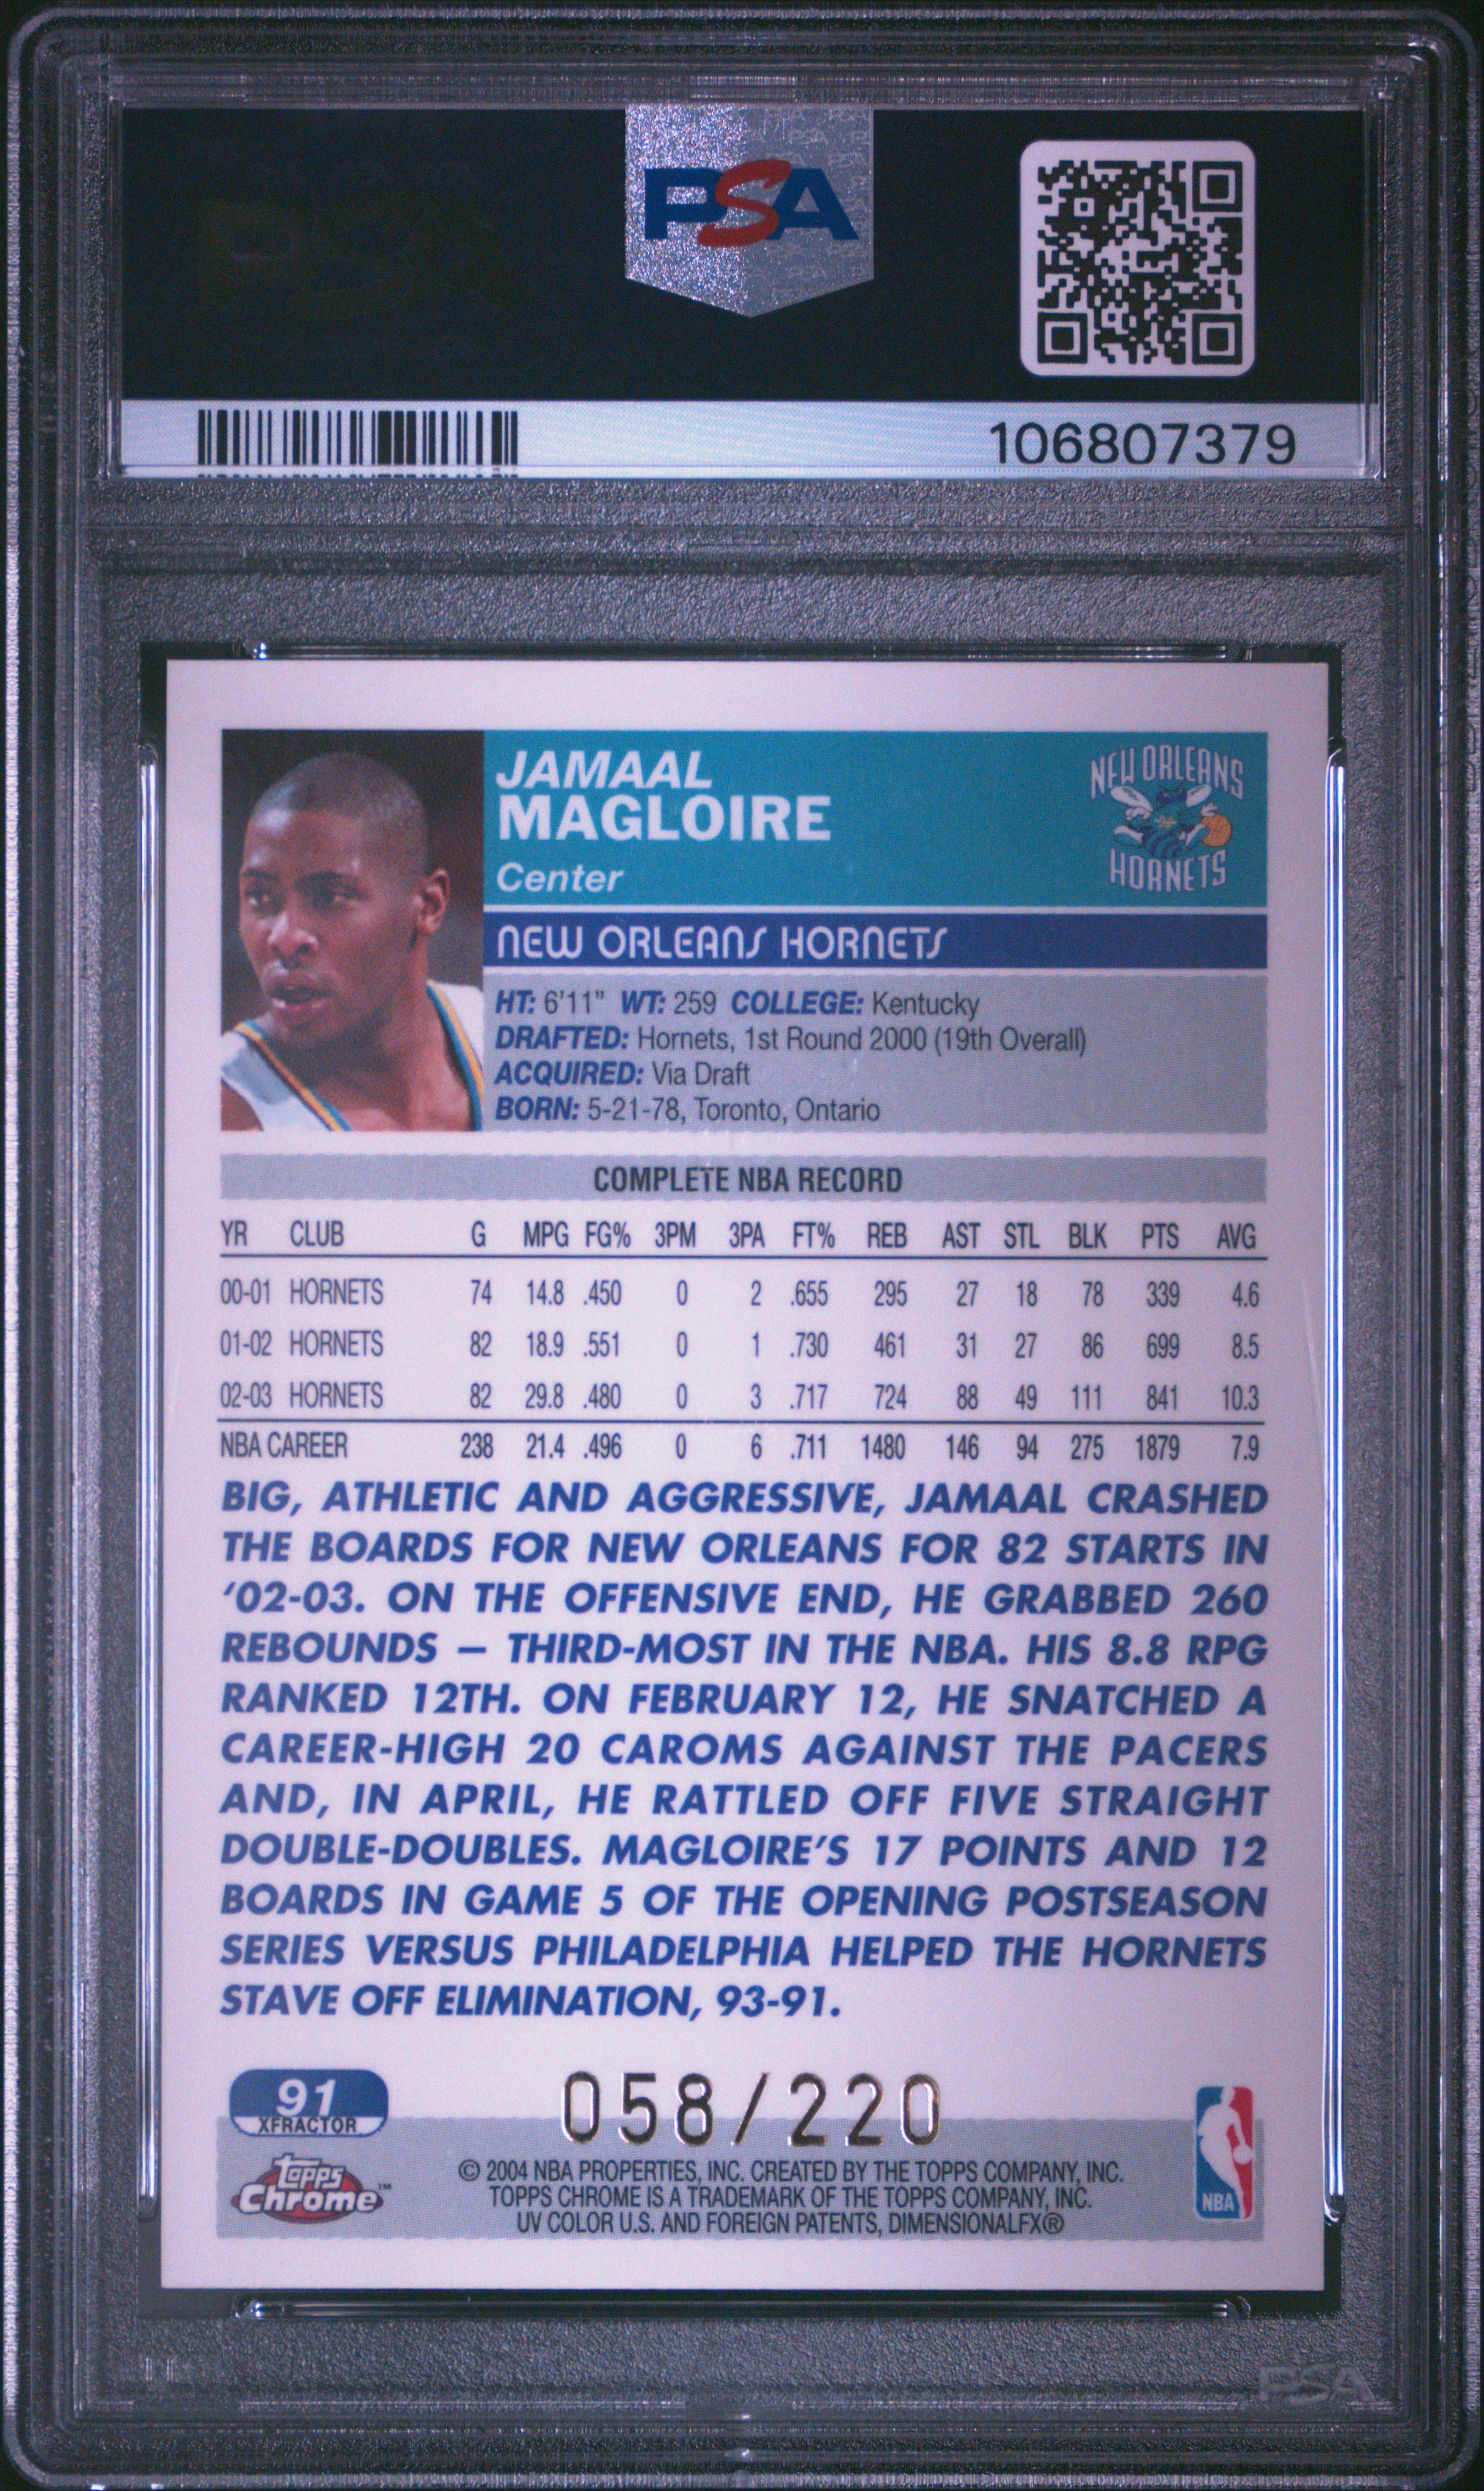 PSA
106807379
JAMAAL
MAGLOIRE
Center
NEW ORLEANS
HORNETS
NEW ORLEANS HORNETS
HT: 6'11" WT: 259 COLLEGE: Kentucky
DRAFTED: Hornets, 1st Round 2000 (19th Overall)
ACQUIRED: Via Draft
BORN: 5-21-78, Toronto, Ontario
COMPLETE NBA RECORD
YR CLUB G MPG FG% 3PM 3PA FT% REB AST STL BLK PTS AVG
00-01 HORNETS 74 14.8 .450 0 2 .655 295 27 18 78 339 4.6
01-02 HORNETS 82 18.9 .551 0 1 .730 461 31 27 86 699 8.5
02-03 HORNETS 82 29.8 .480 0 3 .717 724 88 49 111 841 10.3
NBA CAREER 238 21.4 .496 0 6 .711 1480 146 94 275 1879 7.9
BIG, ATHLETIC AND AGGRESSIVE, JAMAAL CRASHED
THE BOARDS FOR NEW ORLEANS FOR 82 STARTS IN
'02-03. ON THE OFFENSIVE END, HE GRABBED 260
REBOUNDS – THIRD-MOST IN THE NBA. HIS 8.8 RPG
RANKED 12TH. ON FEBRUARY 12, HE SNATCHED A
CAREER-HIGH 20 CAROMS AGAINST THE PACERS
AND, IN APRIL, HE RATTLED OFF FIVE STRAIGHT
DOUBLE-DOUBLES. MAGLOIRE'S 17 POINTS AND 12
BOARDS IN GAME 5 OF THE OPENING POSTSEASON
SERIES VERSUS PHILADELPHIA HELPED THE HORNETS
STAVE OFF ELIMINATION, 93-91.
91
XFRACTOR
058/220
Topps
Chrome™
© 2004 NBA PROPERTIES, INC. CREATED BY THE TOPPS COMPANY, INC.
TOPPS CHROME IS A TRADEMARK OF THE TOPPS COMPANY, INC.
UV COLOR U.S. AND FOREIGN PATENTS, DIMENSIONALFX®
NBA
PSA